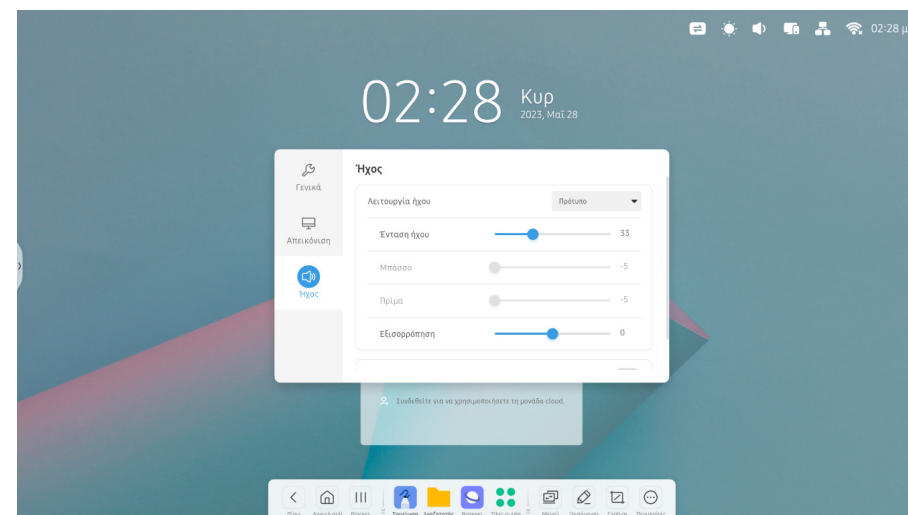 02:28 μ
02:28
Κυρ
2023, Μαΐ 28
Γενικά
Απεικόνιση
Ήχος
Ήχος
Λειτουργία ήχου
Πρότυπο
Ένταση ήχου
33
Μπάσσο
-5
Πρίμα
-5
Εξισορρόπηση
0
Συνδεθείτε για να χρησιμοποιήσετε τη μονάδα cloud.